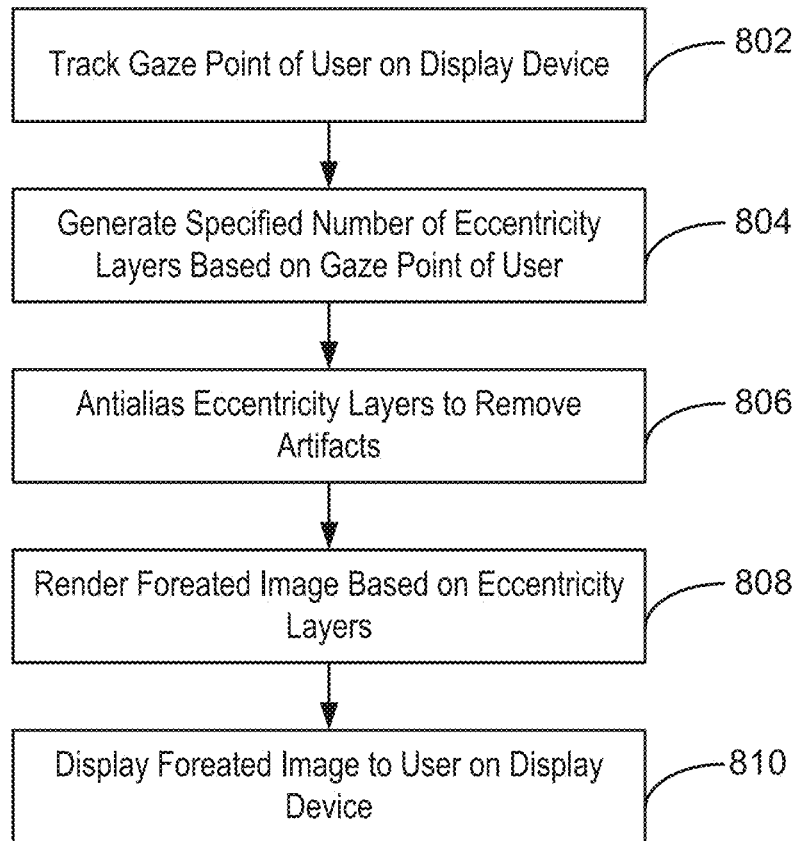 Track Gaze Point of User on Display Device
802
Generate Specified Number of Eccentricity
Layers Based on Gaze Point of User
804
Antialias Eccentricity Layers to Remove
Artifacts
806
Render Foreated Image Based on Eccentricity
Layers
808
Display Foreated Image to User on Display
Device
810